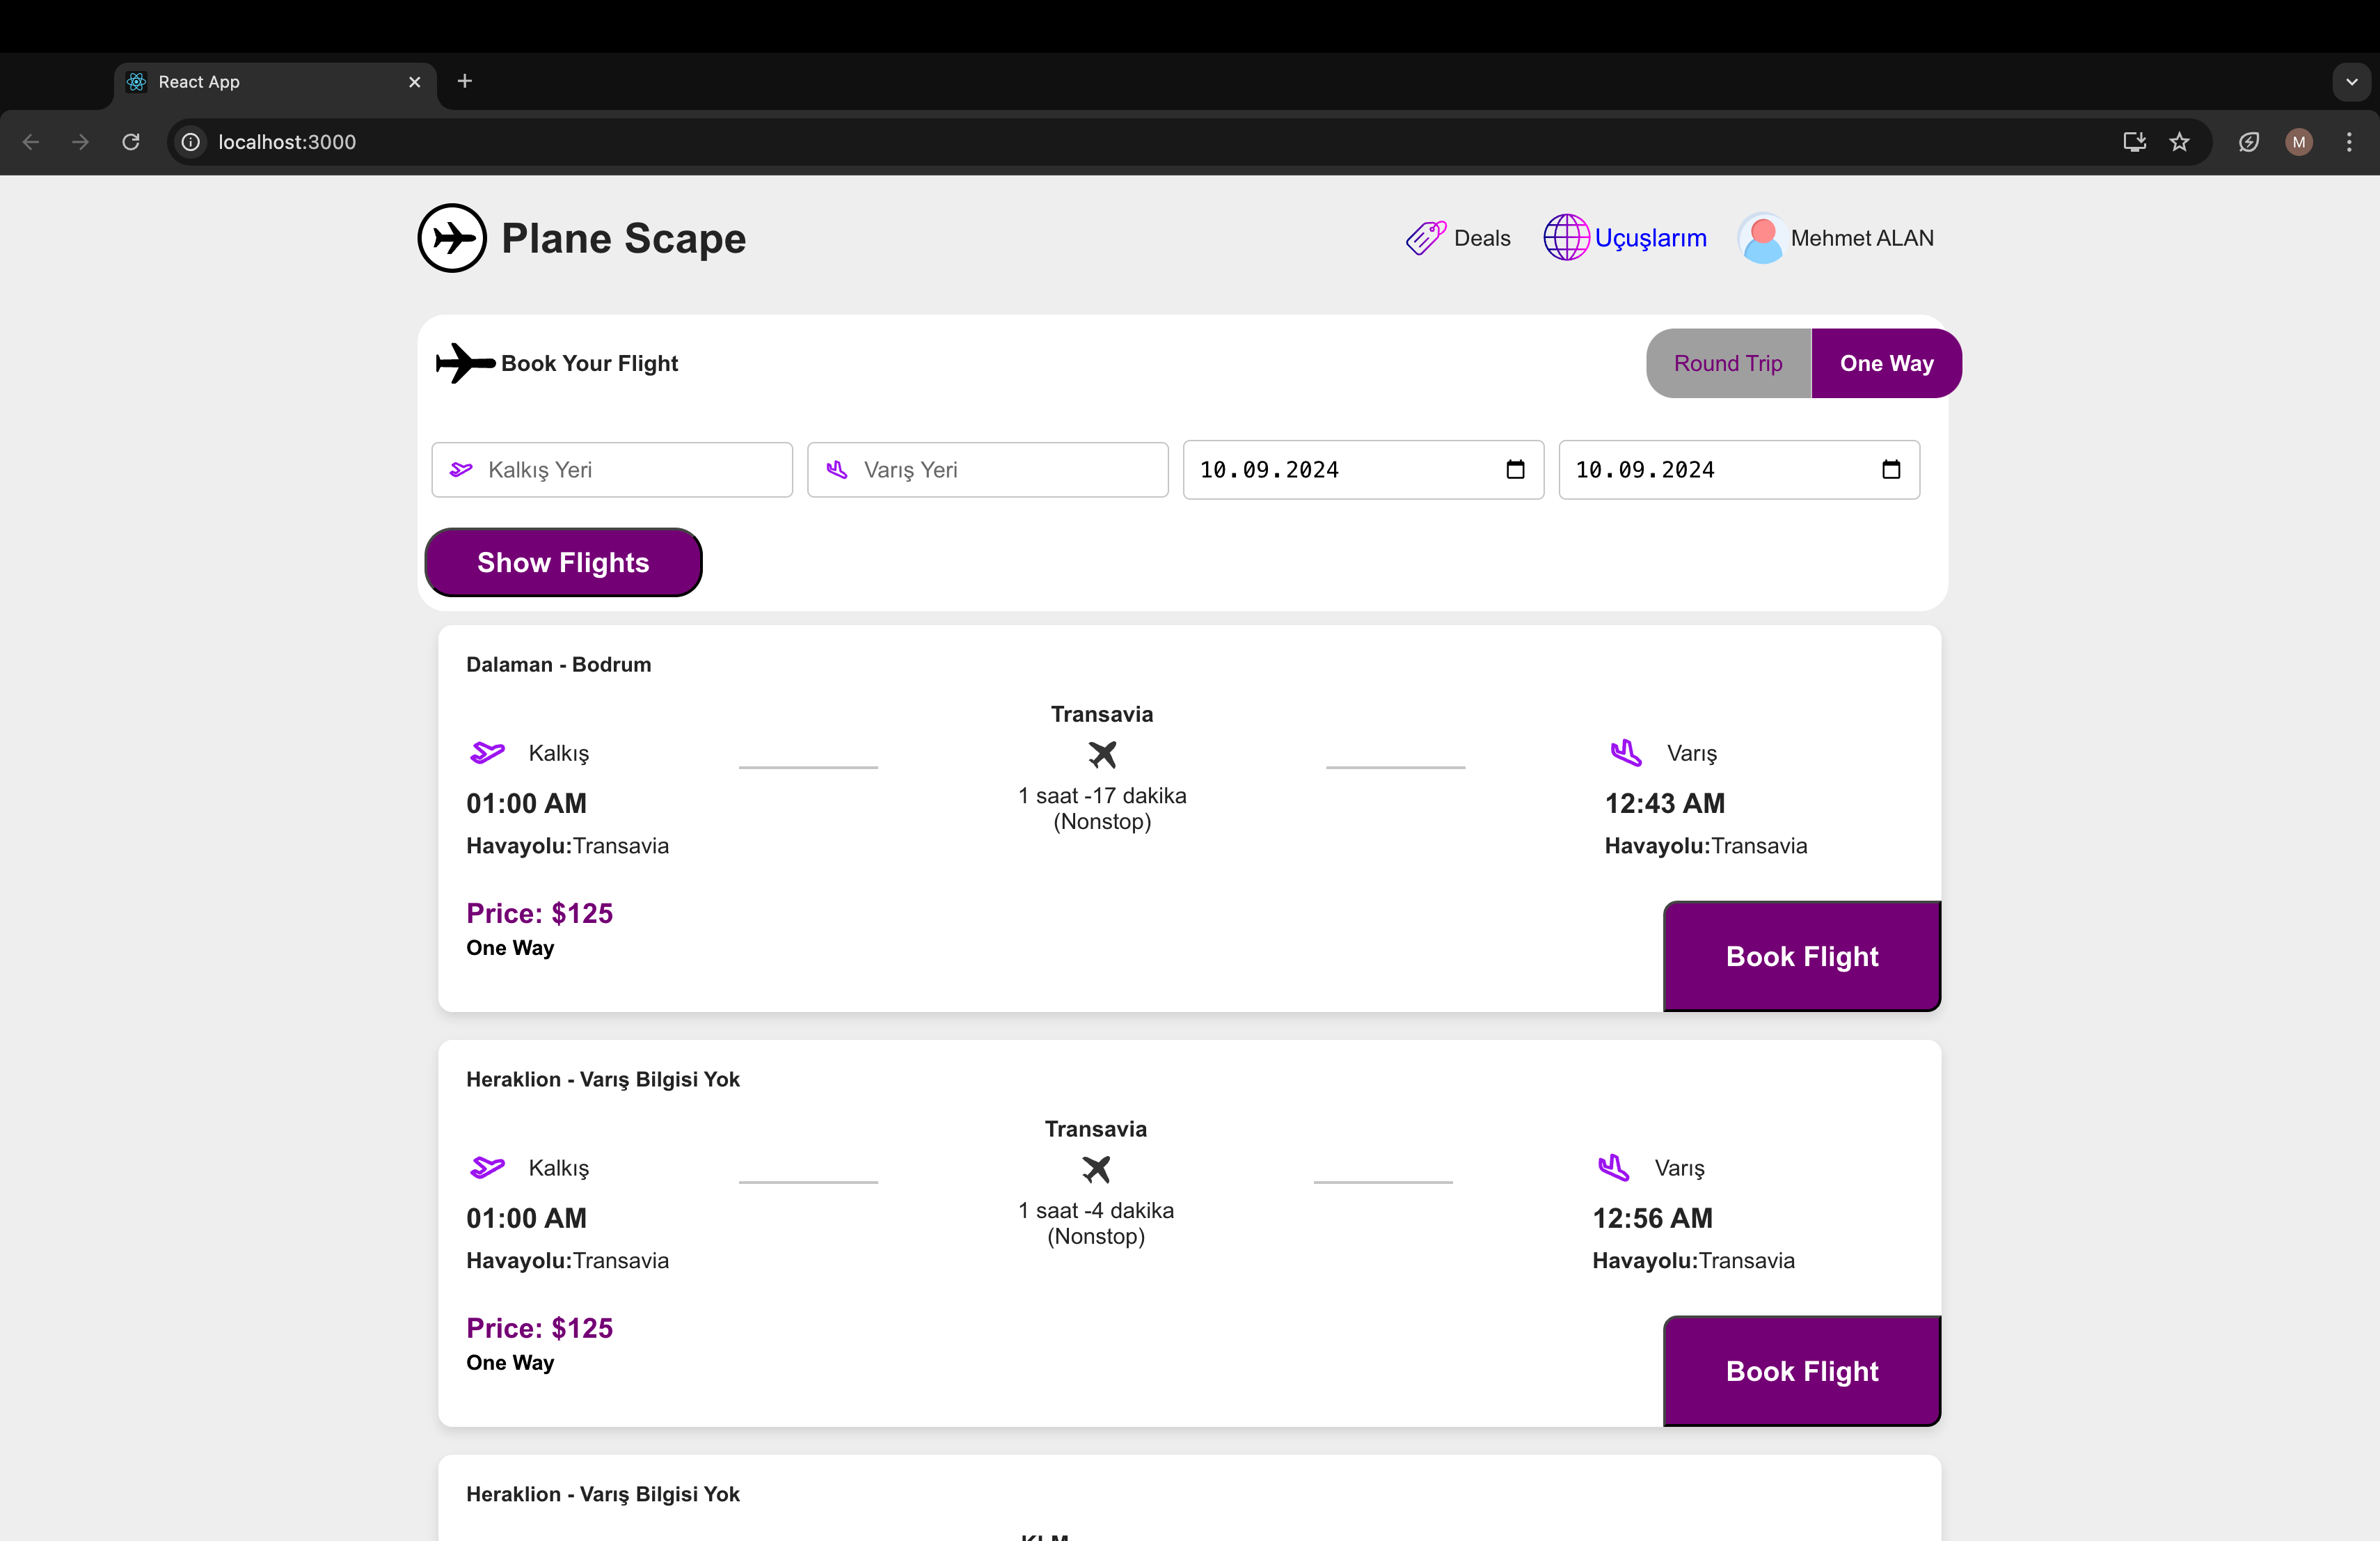 React App
localhost:3000
M
Plane Scape
Deals
Uçuşlarım
Mehmet ALAN
Book Your Flight
Round Trip
One Way
Kalkış Yeri
Varış Yeri
10.09.2024
10.09.2024
Show Flights
Dalaman - Bodrum
Transavia
Kalkış
Varış
1 saat -17 dakika
(Nonstop)
01:00 AM
12:43 AM
Havayolu:Transavia
Havayolu:Transavia
Price: $125
One Way
Book Flight
Heraklion - Varış Bilgisi Yok
Transavia
Kalkış
Varış
1 saat -4 dakika
(Nonstop)
01:00 AM
12:56 AM
Havayolu:Transavia
Havayolu:Transavia
Price: $125
One Way
Book Flight
Heraklion - Varış Bilgisi Yok
KLM